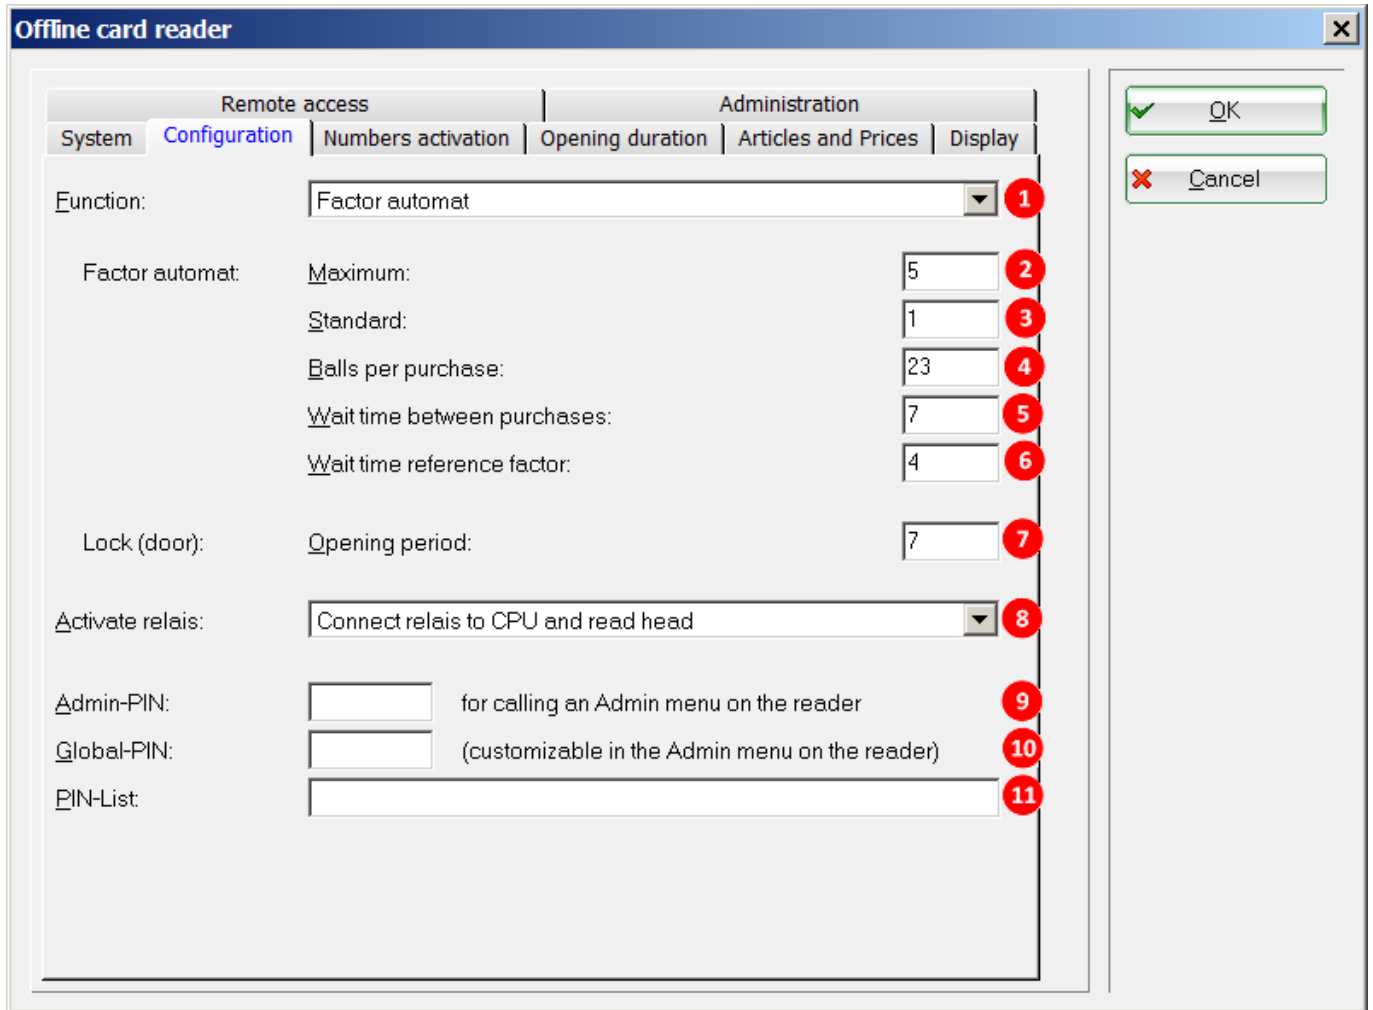 Offline card reader
Remote access Administration
System Configuration Numbers activation Opening duration Articles and Prices Display
OK
Cancel
Function: Factor automat 1
Factor automat: Maximum: 5 2
Standard: 1 3
Balls per purchase: 23 4
Wait time between purchases: 7 5
Wait time reference factor: 4 6
Lock (door): Opening period: 7 7
Activate relais: Connect relais to CPU and read head 8
Admin-PIN: for calling an Admin menu on the reader 9
Global-PIN: (customizable in the Admin menu on the reader) 10
PIN-List: 11